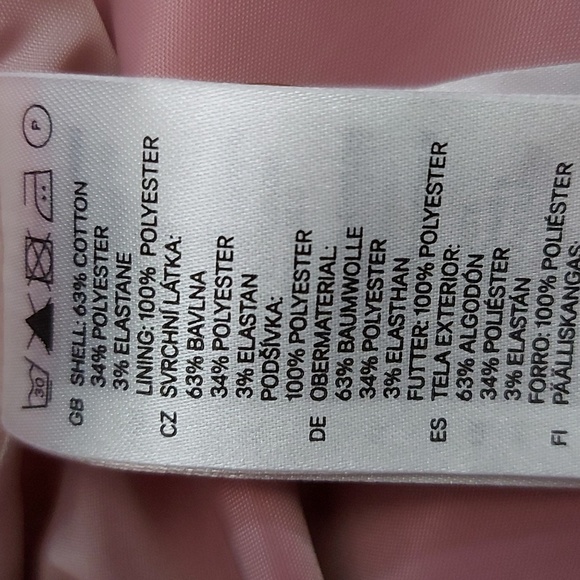 30
P
GB SHELL: 63% COTTON
34% POLYESTER
3% ELASTANE
LINING: 100% POLYESTER
CZ SVRCHNÍ LÁTKA:
63% BAVLNA
34% POLYESTER
3% ELASTAN
PODŠÍVKA:
100% POLYESTER
DE OBERMATERIAL:
63% BAUMWOLLE
34% POLYESTER
3% ELASTHAN
FUTTER: 100% POLYESTER
ES TELA EXTERIOR:
63% ALGODÓN
34% POLIÉSTER
3% ELASTÁN
FORRO: 100% POLIÉSTER
FI PÄÄLLISKANGAS: